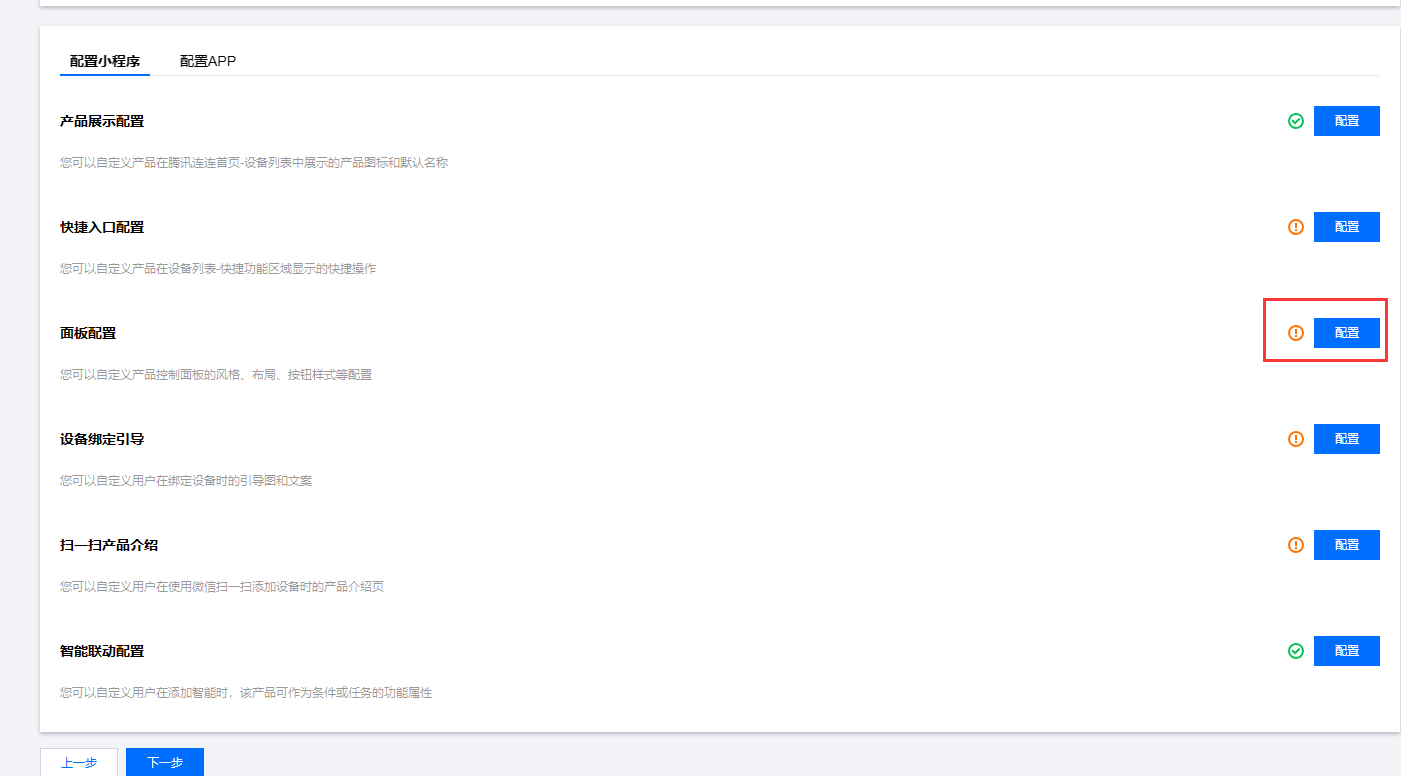 配置小程序 配置APP
产品展示配置 配置
您可以自定义产品在腾讯连连首页-设备列表中展示的产品图标和默认名称
快捷入口配置 配置
您可以自定义产品在设备列表-快捷功能区域显示的快捷操作
面板配置 配置
您可以自定义产品控制面板的风格、布局、按钮样式等配置
设备绑定引导 配置
您可以自定义用户在绑定设备时的引导图和文案
扫一扫产品介绍 配置
您可以自定义用户在使用微信扫一扫添加设备时的产品介绍页
智能联动配置 配置
您可以自定义用户在添加智能时，该产品可作为条件或任务的功能属性
上一步 下一步